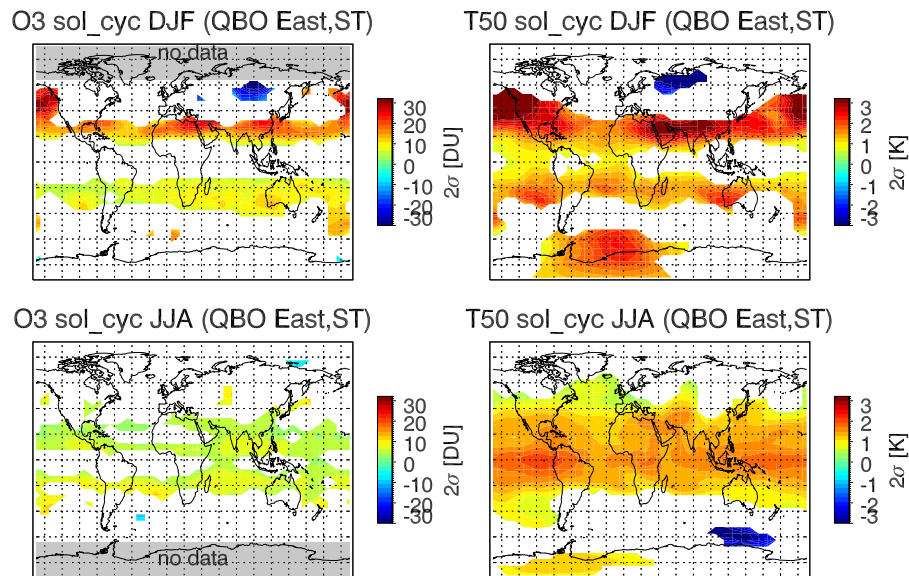 O3 sol_cyc DJF (QBO East,ST)
no data
30
20
10
0
-10
-20
-30
2σ [DU]
T50 sol_cyc DJF (QBO East,ST)
3
2
1
0
-1
-2
-3
2σ [K]
O3 sol_cyc JJA (QBO East,ST)
no data
30
20
10
0
-10
-20
-30
2σ [DU]
T50 sol_cyc JJA (QBO East,ST)
3
2
1
0
-1
-2
-3
2σ [K]